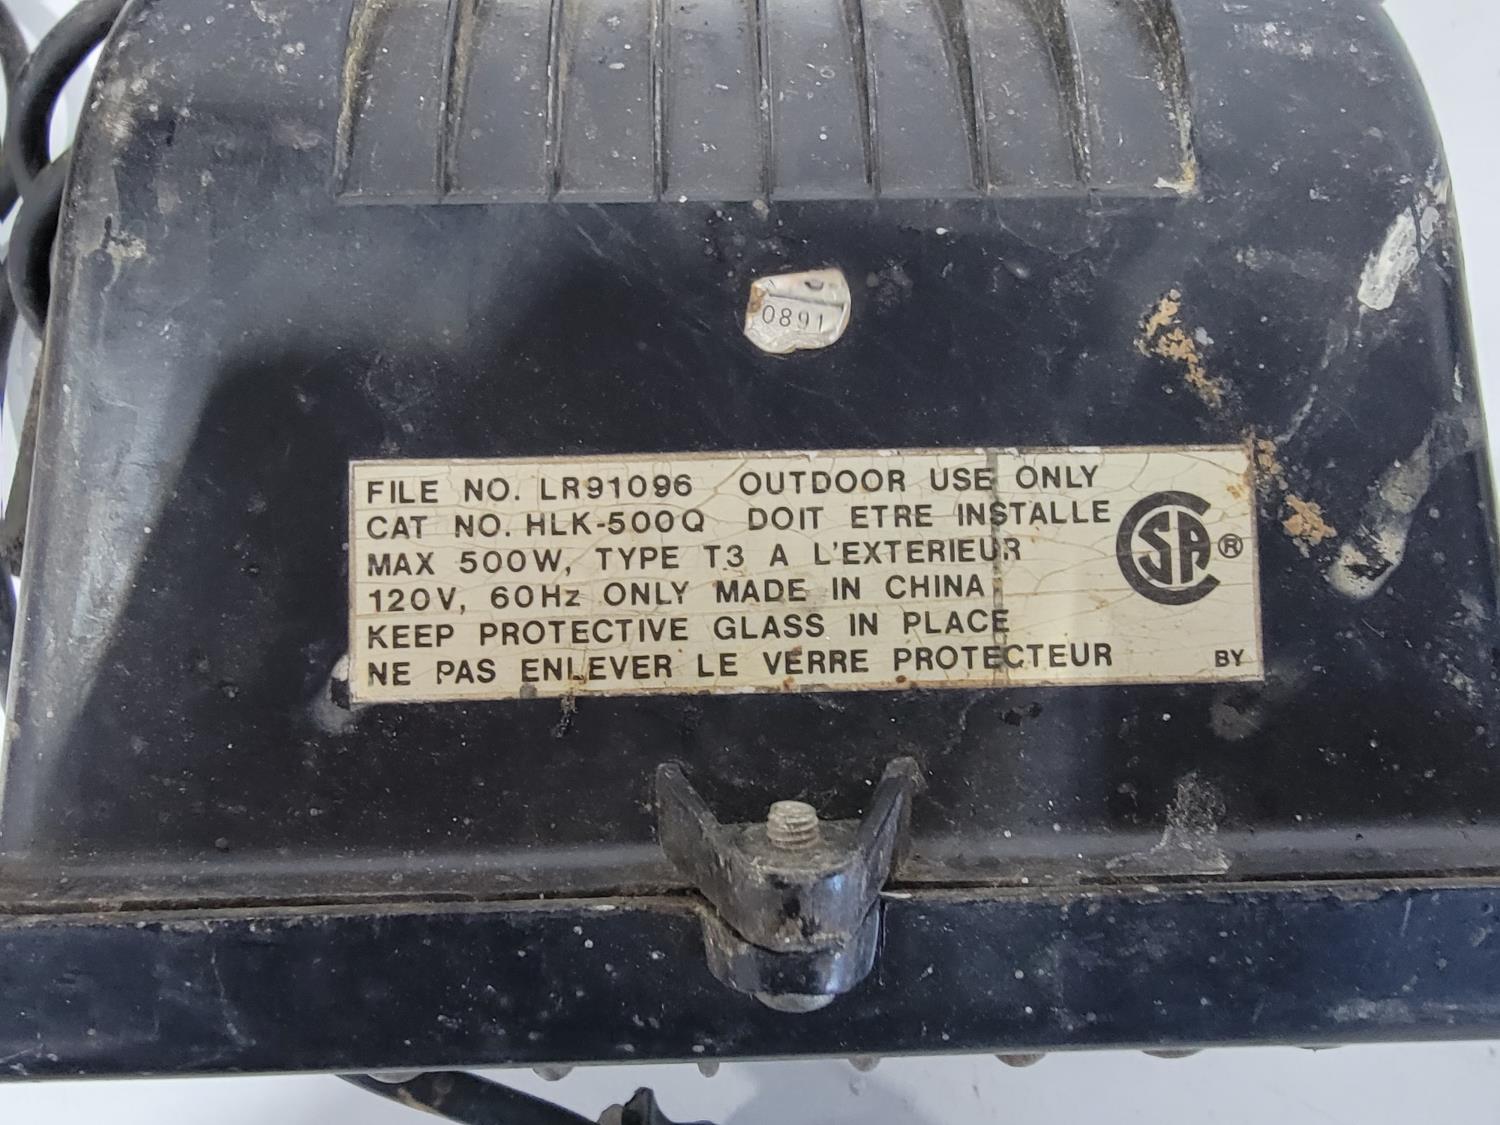 0891
FILE NO. LR91096 OUTDOOR USE ONLY
CAT NO. HLK-500Q DOIT ETRE INSTALLE
MAX 500W, TYPE T3 A L'EXTERIEUR
120V, 60Hz ONLY MADE IN CHINA
KEEP PROTECTIVE GLASS IN PLACE
NE PAS ENLEVER LE VERRE PROTECTEUR
CSA ®
BY